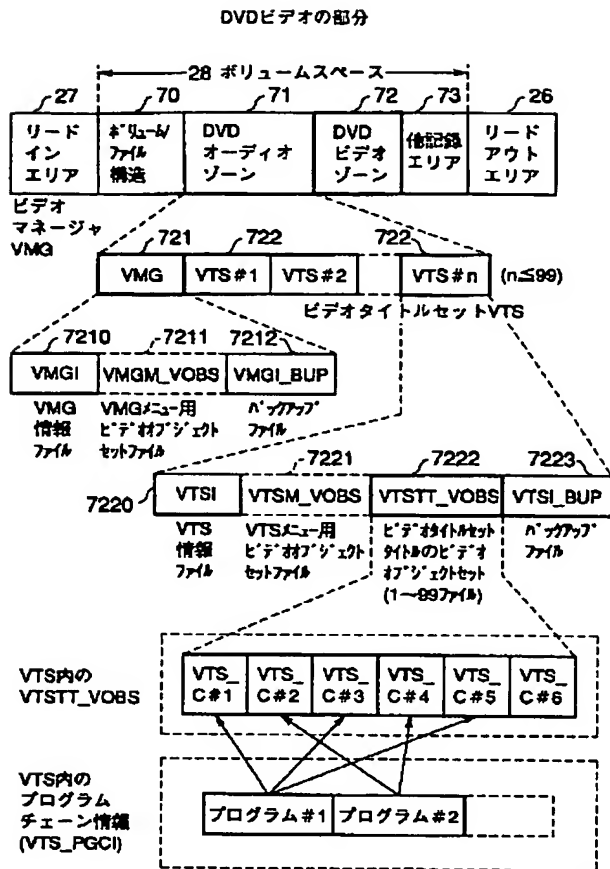 DVDビデオの部分
28 ボリュームスペース
27
70
71
72
73
26
リード
イン
エリア
ボリューム/
ファイル
構造
DVD
オーディオ
ゾーン
DVD
ビデオ
ゾーン
他記録
エリア
リード
アウト
エリア
ビデオ
マネージャ
VMG
721
722
722
VMG
VTS#1
VTS#2
VTS#n
(n≦99)
ビデオタイトルセットVTS
7210
7211
7212
VMGI
VMGM_VOBS
VMGI_BUP
VMG
情報
ファイル
VMGメニュー用
ビデオオブジェクト
セットファイル
バックアップ
ファイル
7220
7221
7222
7223
VTSI
VTSM_VOBS
VTSTT_VOBS
VTSI_BUP
VTS
情報
ファイル
VTSメニュー用
ビデオオブジェクト
セットファイル
ビデオタイトルセット
タイトルのビデオ
オブジェクトセット
(1〜99ファイル)
バックアップ
ファイル
VTS内の
VTSTT_VOBS
VTS_
C#1
VTS_
C#2
VTS_
C#3
VTS_
C#4
VTS_
C#5
VTS_
C#6
VTS内の
プログラム
チェーン情報
(VTS_PGCI)
プログラム#1
プログラム#2